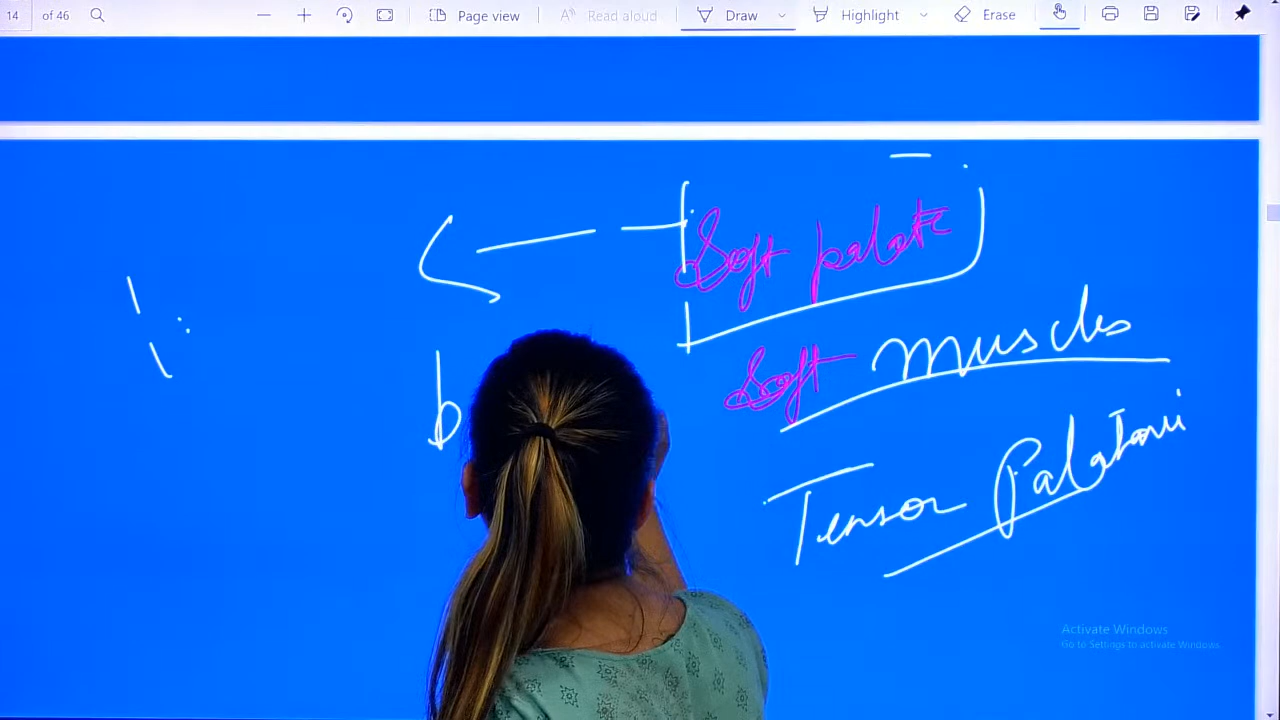 14 of 46 Page view Read aloud Draw Highlight Erase
Soft palate
Soft muscles
b
Tensor Palatani
Activate Windows
Go to Settings to activate Windows.